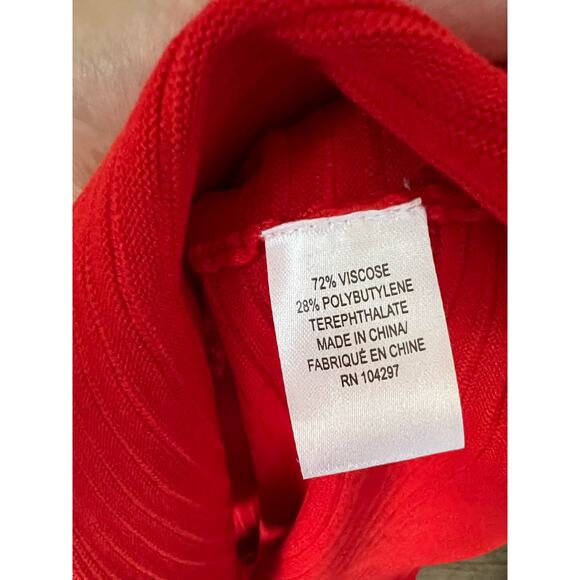 72% VISCOSE
28% POLYBUTYLENE
TEREPHTHALATE
MADE IN CHINA/
FABRIQUÉ EN CHINE
RN 104297